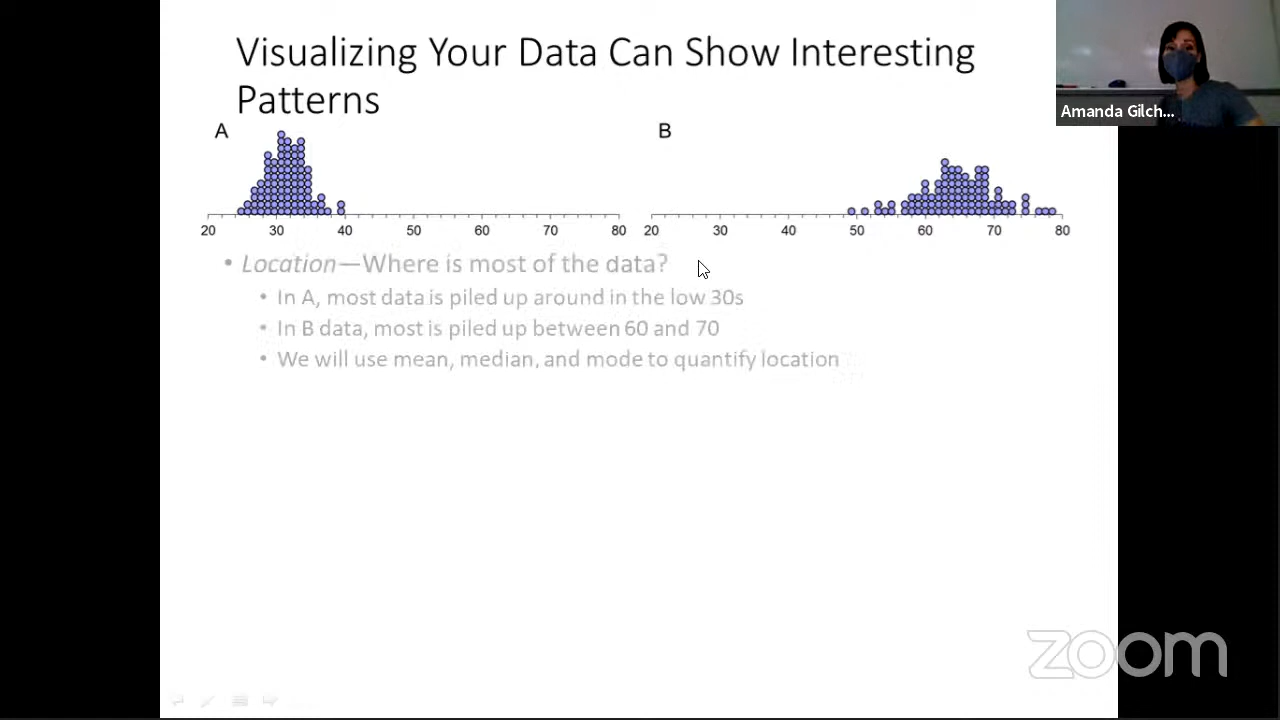 Visualizing Your Data Can Show Interesting
Patterns
Amanda Gilch...
A
B
20 30 40 50 60 70 80
20 30 40 50 60 70 80
• Location—Where is most of the data?
• In A, most data is piled up around in the low 30s
• In B data, most is piled up between 60 and 70
• We will use mean, median, and mode to quantify location
zoom